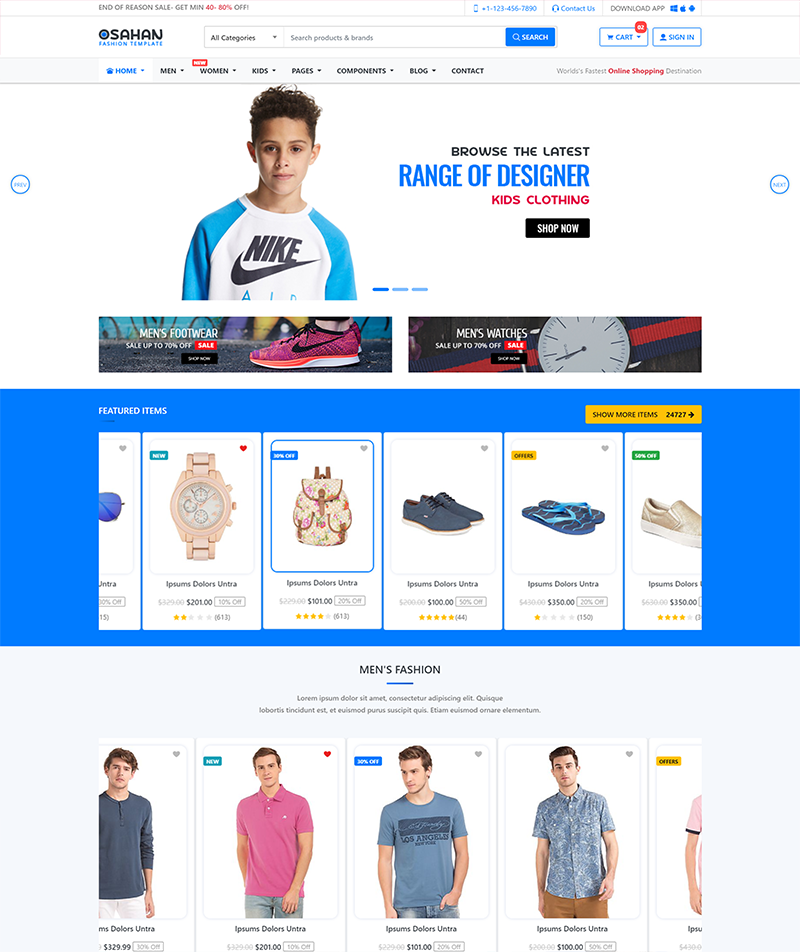 END OF REASON SALE- GET MIN 40- 80% OFF!
+1-123-456-7890
Contact Us
DOWNLOAD APP
OSAHAN
FASHION TEMPLATE
All Categories
Search products & brands
SEARCH
02
CART
SIGN IN
NEW
HOME
MEN
WOMEN
KIDS
PAGES
COMPONENTS
BLOG
CONTACT
Worlds's Fastest Online Shopping Destination
BROWSE THE LATEST
RANGE OF DESIGNER
KIDS CLOTHING
SHOP NOW
PREV
NEXT
NIKE
AIR
MEN'S FOOTWEAR
SALE UP TO 70% OFF SALE
SHOP NOW
MEN'S WATCHES
SALE UP TO 70% OFF SALE
SHOP NOW
FEATURED ITEMS
SHOW MORE ITEMS 24727
NEW
30% OFF
OFFERS
50% OFF
Untra
Ipsums Dolors Untra
Ipsums Dolors Untra
Ipsums Dolors Untra
Ipsums Dolors Untra
Ipsums Dolors U
% Off
$329.00 $201.00 10% Off
$229.00 $101.00 20% Off
$200.00 $100.00 50% Off
$430.00 $350.00 20% Off
$630.00 $350.00
15)
(613)
(613)
(44)
(150)
MEN'S FASHION
Lorem ipsum dolor sit amet, consectetur adipiscing elit. Quisque
lobortis tincidunt est, et euismod purus suscipit quis. Etiam euismod ornare elementum.
NEW
30% OFF
OFFERS
LOS ANGELES
NEW·YORK
ms Dolors Untra
Ipsums Dolors Untra
Ipsums Dolors Untra
Ipsums Dolors Untra
Ipsums
$329.99 30% Off
$329.00 $201.00 10% Off
$229.00 $101.00 20% Off
$200.00 $100.00 50% Off
$430.0